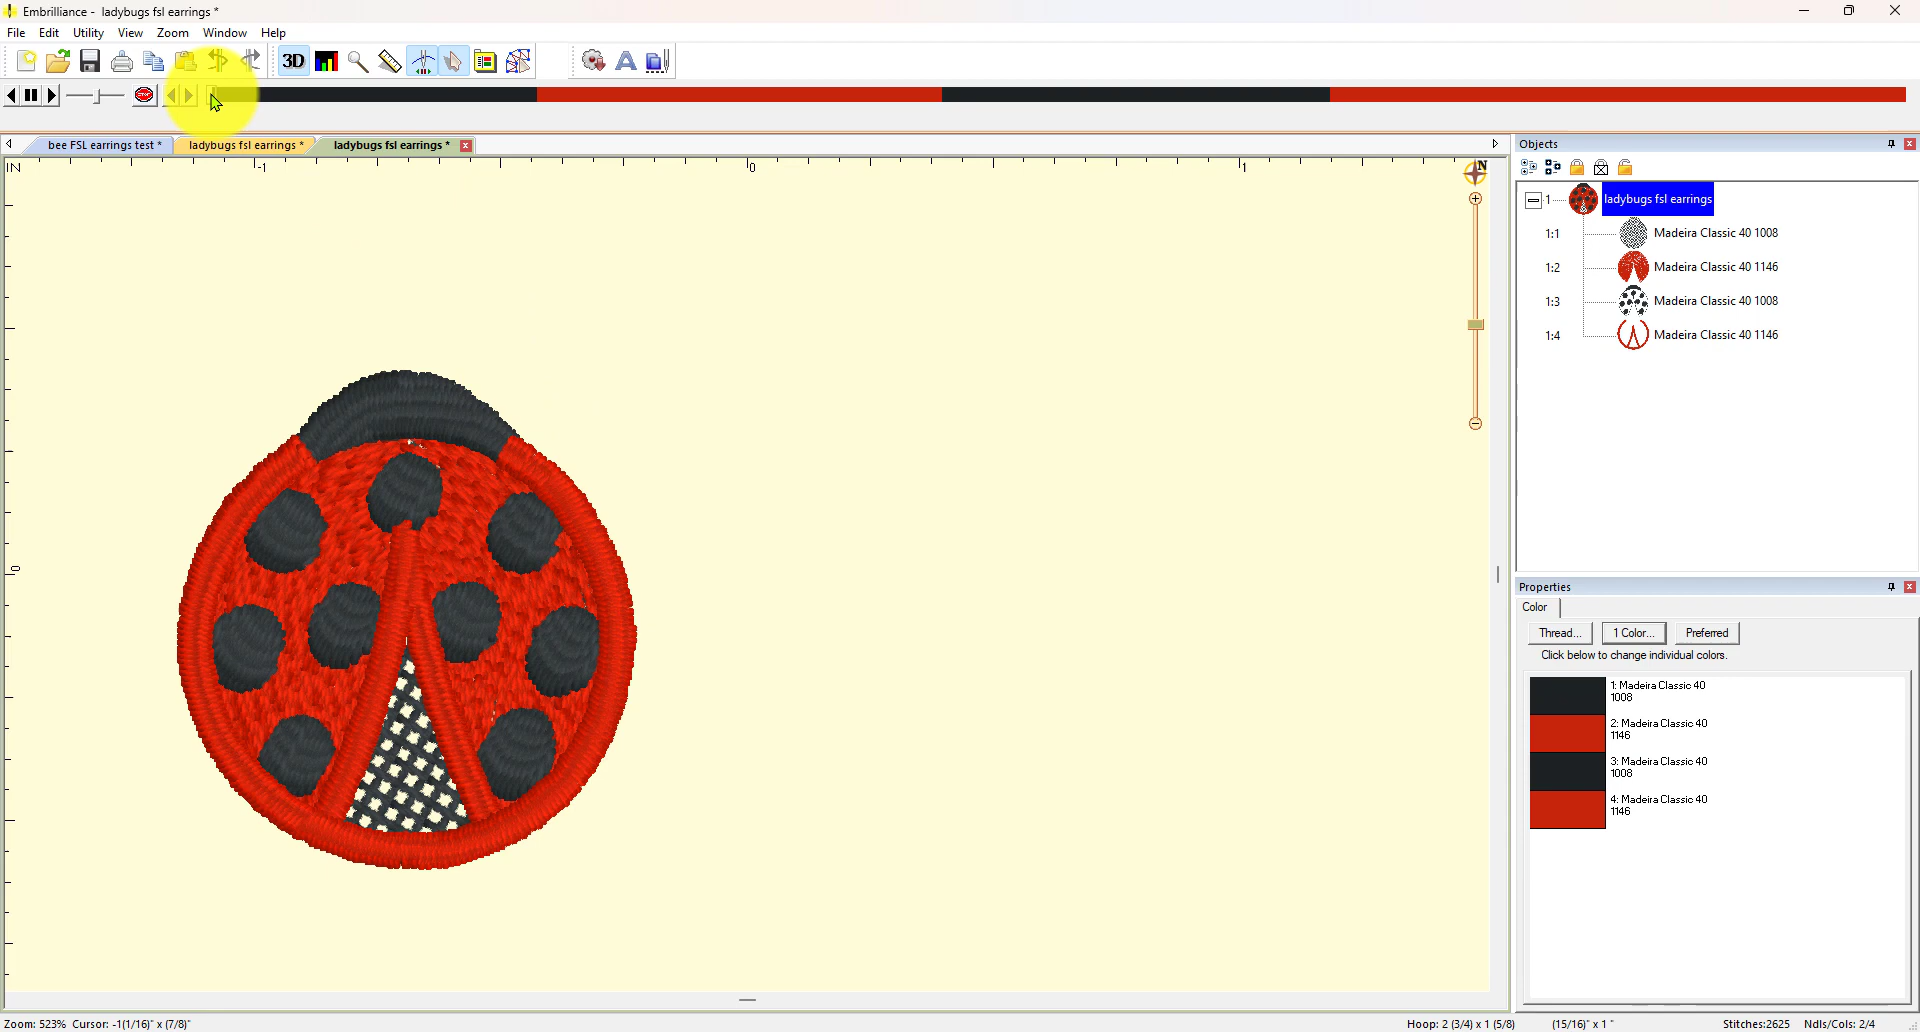 Embrilliance - ladybugs fsl earrings *
File Edit Utility View Zoom Window Help
3D A
STOP
bee FSL earrings test * ladybugs fsl earrings * ladybugs fsl earrings *
IN -1 0 1 N
0
Objects
1 ladybugs fsl earrings
1:1 Madeira Classic 40 1008
1:2 Madeira Classic 40 1146
1:3 Madeira Classic 40 1008
1:4 Madeira Classic 40 1146
Properties
Color
Thread... 1 Color... Preferred
Click below to change individual colors.
1: Madeira Classic 40
1008
2: Madeira Classic 40
1146
3: Madeira Classic 40
1008
4: Madeira Classic 40
1146
Zoom: 523% Cursor: -1(1/16)" x (7/8)" Hoop: 2 (3/4) x 1 (5/8) (15/16)" x 1 " Stitches:2625 Ndls/Cols: 2/4